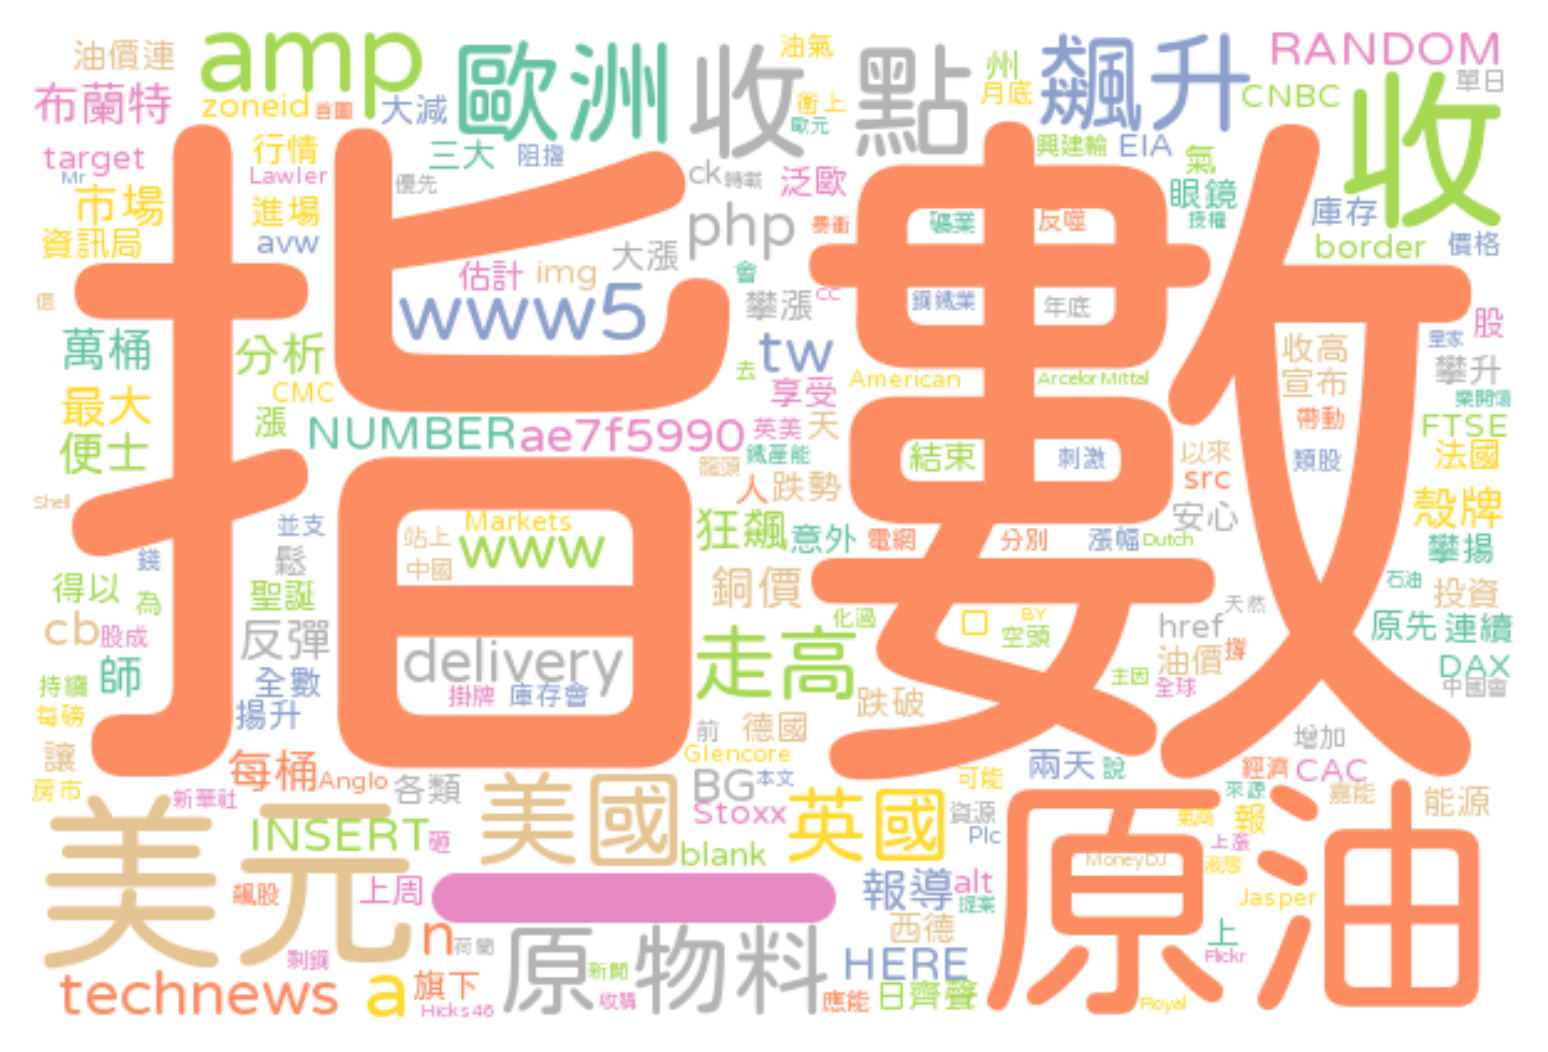 油價連
amp
歐洲
收
點
油氣
州
月底
飆升
RANDOM
單日
布蘭特
zoneid
首圖
大減
衝上
歐元
CNBC
收
target
Mr
行情
Lawler
三大
阻擋
優先
ck
轉載
泛歐
興建輸
EIA
氣
眼鏡
授權
庫存
市場
進場
資訊局
avw
php
暴衝
礦業
反噬
border
價格
指數
估計
img
大漲
會
www5
攀漲
CC
鋼鐵業
年底
股
皇家
萬桶
分析
tw
去
收高
宣布
攀升
CMC
享受
American
ArcelorMittal
樂開懷
最大
漲
NUMBER
ae7f5990
英美
天
帶動
FTSE
便士
鐵產能
龍頭
結束
刺激
以來
類股
法國
Shell
人
跌勢
src
殼牌
並支
站上
Markets
www
狂飆
意外
電網
分別
漲幅
Dutch
安心
攀揚
錢
鬆
中國
得以
為
聖誕
銅價
化過
口
BY
空頭
天然
石油
投資
cb
股成
反彈
delivery
走高
href
油價
撐
原先
連續
師
持續
全數
掛牌
庫存會
主因
全球
DAX
中國會
每磅
揚升
跌破
前
德國
讓
每桶
Anglo
各類
Glencore
BG
本文
可能
兩天
說
增加
經濟
CAC
房市
新華社
美元
INSERT
砸
美國
Stoxx
blank
英國
資源
Plc
原油
來源
報
嘉能
能源
MoneyDJ
上漲
液態
飆股
上周
報導
alt
提案
Jasper
n
荷蘭
西德
上
Flickr
剩鋼
technews
a
旗下
Hicks46
原物料
新聞
收購
HERE
應能
日齊聲
Royal